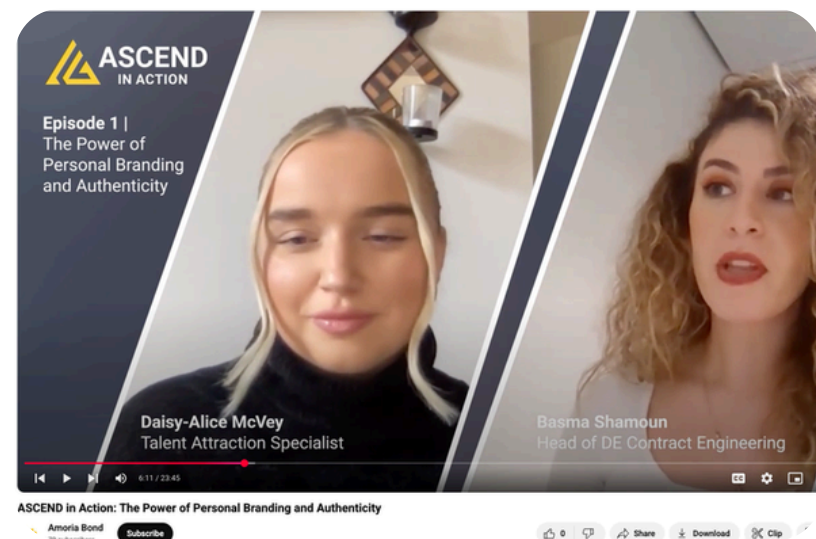 ASCEND
IN ACTION
Episode 1 |
The Power of
Personal Branding
and Authenticity
Daisy-Alice McVey
Talent Attraction Specialist
Basma Shamoun
Head of DE Contract Engineering
6:11 / 23:45
CC
ASCEND in Action: The Power of Personal Branding and Authenticity
Amoria Bond
Subscribe
0
Share
Download
Clip